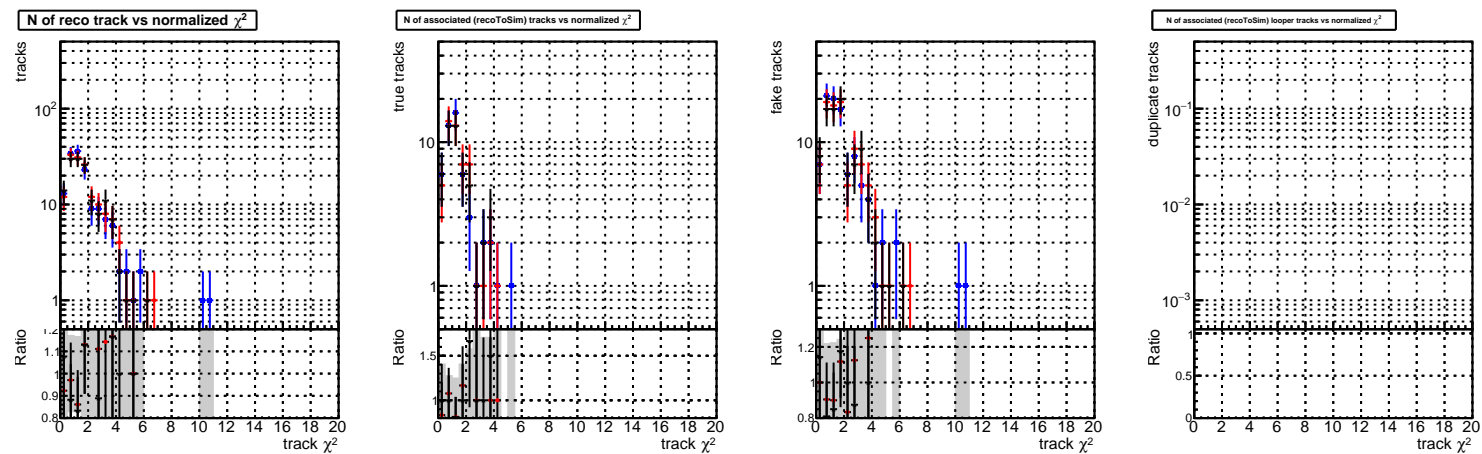 N of reco track vs normalized χ²
tracks
10²
10
1
Ratio
1.2
1.1
1
0.9
0.8
0 2 4 6 8 10 12 14 16 18 20
track χ²
N of associated (recoToSim) tracks vs normalized χ²
true tracks
10
1
Ratio
1.5
1
0 2 4 6 8 10 12 14 16 18 20
track χ²
fake tracks
10
1
Ratio
1.2
1
0.8
0 2 4 6 8 10 12 14 16 18 20
track χ²
N of associated (recoToSim) looper tracks vs normalized χ²
duplicate tracks
10⁻¹
10⁻²
10⁻³
Ratio
1
0.5
0
0 2 4 6 8 10 12 14 16 18 20
track χ²